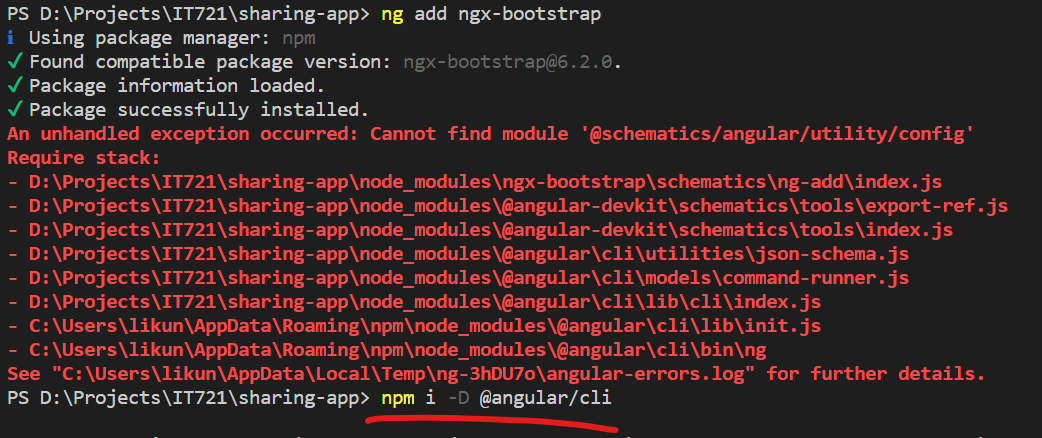 PS D:\Projects\IT721\sharing-app> ng add ngx-bootstrap
i Using package manager: npm
✓ Found compatible package version: ngx-bootstrap@6.2.0.
✓ Package information loaded.
✓ Package successfully installed.
An unhandled exception occurred: Cannot find module '@schematics/angular/utility/config'
Require stack:
- D:\Projects\IT721\sharing-app\node_modules\ngx-bootstrap\schematics\ng-add\index.js
- D:\Projects\IT721\sharing-app\node_modules\@angular-devkit\schematics\tools\export-ref.js
- D:\Projects\IT721\sharing-app\node_modules\@angular-devkit\schematics\tools\index.js
- D:\Projects\IT721\sharing-app\node_modules\@angular\cli\utilities\json-schema.js
- D:\Projects\IT721\sharing-app\node_modules\@angular\cli\models\command-runner.js
- D:\Projects\IT721\sharing-app\node_modules\@angular\cli\lib\cli\index.js
- C:\Users\likun\AppData\Roaming\npm\node_modules\@angular\cli\lib\init.js
- C:\Users\likun\AppData\Roaming\npm\node_modules\@angular\cli\bin\ng
See "C:\Users\likun\AppData\Local\Temp\ng-3hDU7o\angular-errors.log" for further details.
PS D:\Projects\IT721\sharing-app> npm i -D @angular/cli